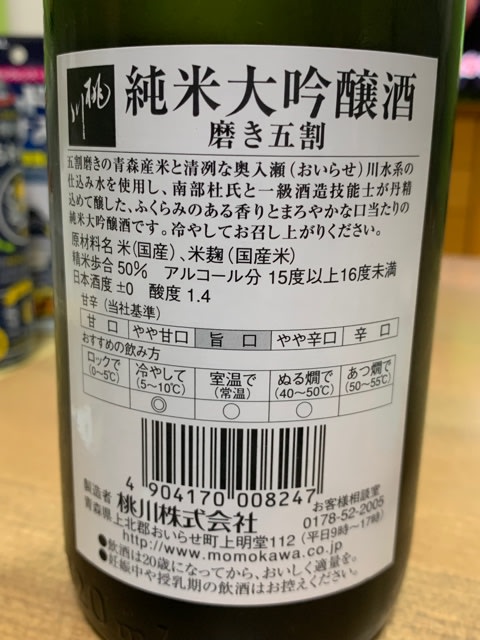 桃川
純米大吟醸酒
磨き五割
五割磨きの青森産米と清冽な奥入瀬（おいらせ）川水系の
仕込み水を使用し、南部杜氏と一級酒造技能士が丹精
込めて醸した、ふくらみのある香りとまろやかな口当たりの
純米大吟醸酒です。冷やしてお召し上がりください。
原材料名 米（国産）、米麹（国産米）
精米歩合 50% アルコール分 15度以上16度未満
日本酒度 ±0 酸度 1.4
甘辛（当社基準）
甘口 やや甘口 旨口 やや辛口 辛口
おすすめの飲み方
ロックで 冷やして 室温で ぬる燗で あつ燗で
(0〜5℃) (5〜10℃) (常温) (40〜50℃) (50〜55℃)
◎ ○ ○
4 904170 008247
製造者 桃川株式会社
お客様相談室
0178-52-2005
青森県上北郡おいらせ町上明堂112（平日9時〜17時）
http://www.momokawa.co.jp
●飲酒は20歳になってから、おいしく適量を。
●妊娠中や授乳期の飲酒はお控えください。